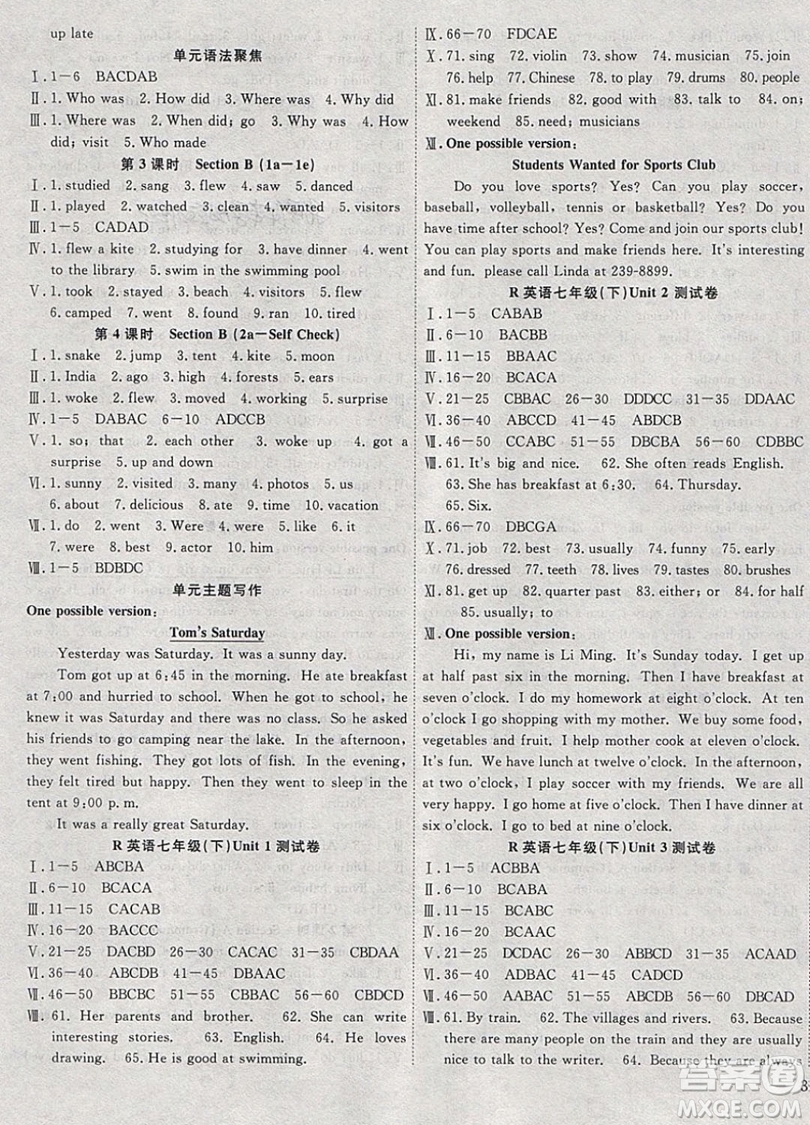 up late
单元语法聚焦
Ⅰ. 1—6 BACDAB
Ⅱ. 1. Who was 2. How did 3. Where was 4. Why did
Ⅲ. 1. Where was 2. When did; go 3. Why was 4. How
did; visit 5. Who made
第 3 课时 Section B (1a—1e)
Ⅰ. 1. studied 2. sang 3. flew 4. saw 5. danced
Ⅱ. 1. played 2. watched 3. clean 4. wanted 5. visitors
Ⅲ. 1—5 CADAD
Ⅳ. 1. flew a kite 2. studying for 3. have dinner 4. went
to the library 5. swim in the swimming pool
Ⅴ. 1. took 2. stayed 3. beach 4. beautiful 5. flew
6. camped 7. went 8. found 9. ran 10. tired
第 4 课时 Section B (2a—Self Check)
Ⅰ. 1. snake 2. jump 3. tent 4. kite 5. moon
Ⅱ. 1. India 2. ago 3. high 4. forests 5. ears
Ⅲ. 1. woke 2. flew 3. moved 4. working 5. surprise
Ⅳ. 1—5 DABAC 6—10 ADCCB
Ⅴ. 1. so; that 2. each other 3. woke up 4. got a
surprise 5. up and down
Ⅵ. 1. sunny 2. visited 3. many 4. photos 5. us
6. about 7. delicious 8. ate 9. time 10. vacation
Ⅶ. 1. do 2. went 3. Were 4. were 5. like 6. it
7. were 8. best 9. actor 10. him
Ⅷ. 1—5 BDBDC
单元主题写作
One possible version:
Tom's Saturday
Yesterday was Saturday. It was a sunny day.
Tom got up at 6:45 in the morning. He ate breakfast
at 7:00 and hurried to school. When he got to school, he
knew it was Saturday and there was no class. So he asked
his friends to go camping near the lake. In the afternoon,
they went fishing. They got lots of fish. In the evening,
they felt tired but happy. Then they went to sleep in the
tent at 9:00 p. m.
It was a really great Saturday.
R 英语七年级(下)Unit 1 测试卷
Ⅰ. 1—5 ABCBA
Ⅱ. 6—10 BCACA
Ⅲ. 11—15 CACAB
Ⅳ. 16—20 BACCC
Ⅴ. 21—25 DACBD 26—30 CACAC 31—35 CBDAA
Ⅵ. 36—40 ABCDB 41—45 BACDD
Ⅶ. 46—50 BBCBC 51—55 CBBAC 56—60 CBDCD
Ⅷ. 61. Her parents and brother. 62. She can write
interesting stories. 63. English. 64. He loves
drawing. 65. He is good at swimming.
Ⅸ. 66—70 FDCAE
Ⅹ. 71. sing 72. violin 73. show 74. musician 75. join
76. help 77. Chinese 78. play 79. drums 80. people
Ⅺ. 81. make friends 82. good with 83. talk to 84. on;
weekend 85. need; musicians
Ⅻ. One possible version:
Students Wanted for Sports Club
Do you love sports? Yes? Can you play soccer,
baseball, volleyball, tennis or basketball? Yes? Do you
have time after school? Yes? Come and join our sports club!
You can play sports and make friends here. It's interesting
and fun. please call Linda at 239-8899.
R 英语七年级(下)Unit 2 测试卷
Ⅰ. 1—5 CABAB
Ⅱ. 6—10 BACBB
Ⅲ. 11—15 BBAAC
Ⅳ. 16—20 BCACA
Ⅴ. 21—25 CBBAC 26—30 DDDCC 31—35 DDAAC
Ⅵ. 36—40 ABCCD 41—45 ABDAC
Ⅶ. 46—50 CCABC 51—55 DBCBA 56—60 CDBBC
Ⅷ. 61. It's big and nice. 62. She often reads English.
63. She has breakfast at 6:30. 64. Thursday.
65. Six.
Ⅸ. 66—70 DBCGA
Ⅹ. 71. best 72. from 73. usually 74. funny 75. early
76. dressed 77. teeth 78. lives 79. or 80. brushes
Ⅺ. 81. get up 82. quarter past 83. either; or 84. for half
85. usually; to
Ⅻ. One possible version:
Hi, my name is Li Ming. It's Sunday today. I get up
at half past six in the morning. Then I have breakfast at
seven o'clock. I do my homework at eight o'clock. At ten
o'clock I go shopping with my mother. We buy some food,
vegetables and fruit. I help my mother cook at eleven o'clock.
We have lunch at twelve o'clock. In the afternoon,
at two o'clock, I play soccer with my friends. We are all
very happy. I go home at five o'clock. Then I have dinner at
six o'clock. I go to bed at nine o'clock.
R 英语七年级(下)Unit 3 测试卷
Ⅰ. 1—5 ACBBA
Ⅱ. 6—10 BCABA
Ⅲ. 11—15 BCABC
Ⅳ. 16—20 BCACA
Ⅴ. 21—25 DCDAC 26—30 ABBCD 31—35 ACAAD
Ⅵ. 36—40 ABACC 41—45 CADCD
Ⅶ. 46—50 DCAAC 51—55 ABCDB 56—60 DBCAD
Ⅷ. 61. By train. 62. The villages and rivers. 63. Because
there are many people on the train and they are usually
nice to talk to the writer. 64. Because they are always
3
答案圈
MXQE.COM